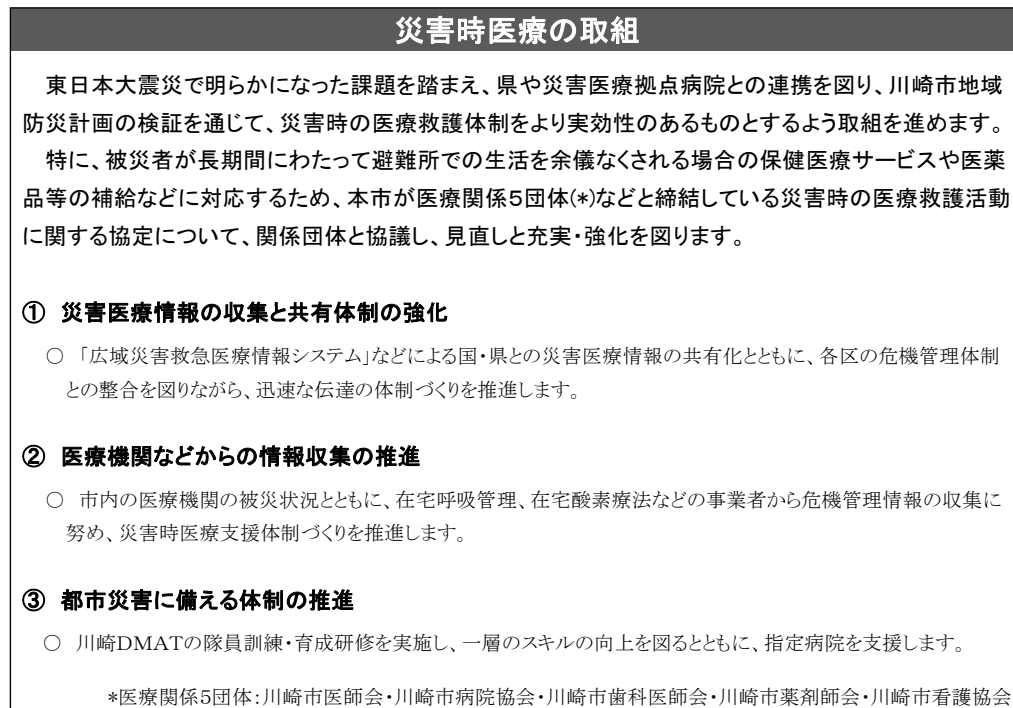 災害時医療の取組
東日本大震災で明らかになった課題を踏まえ、県や災害医療拠点病院との連携を図り、川崎市地域
防災計画の検証を通じて、災害時の医療救護体制をより実効性のあるものとするよう取組を進めます。
特に、被災者が長期間にわたって避難所での生活を余儀なくされる場合の保健医療サービスや医薬
品等の補給などに対応するため、本市が医療関係5団体(*)などと締結している災害時の医療救護活動
に関する協定について、関係団体と協議し、見直しと充実・強化を図ります。
① 災害医療情報の収集と共有体制の強化
○ 「広域災害救急医療情報システム」などによる国・県との災害医療情報の共有化とともに、各区の危機管理体制
との整合を図りながら、迅速な伝達の体制づくりを推進します。
② 医療機関などからの情報収集の推進
○ 市内の医療機関の被災状況とともに、在宅呼吸管理、在宅酸素療法などの事業者から危機管理情報の収集に
努め、災害時医療支援体制づくりを推進します。
③ 都市災害に備える体制の推進
○ 川崎DMATの隊員訓練・育成研修を実施し、一層のスキルの向上を図るとともに、指定病院を支援します。
*医療関係5団体：川崎市医師会・川崎市病院協会・川崎市歯科医師会・川崎市薬剤師会・川崎市看護協会